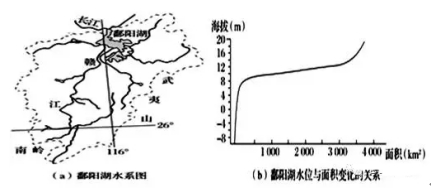 长江
鄱阳湖
赣
江
武
夷
山
南岭
26°
116°
(a) 鄱阳湖水系图
海拔(m)
20
16
12
8
4
0
-4
-8
1 000 2 000 3 000 4 000 面积(km²)
(b) 鄱阳湖水位与面积变化的关系